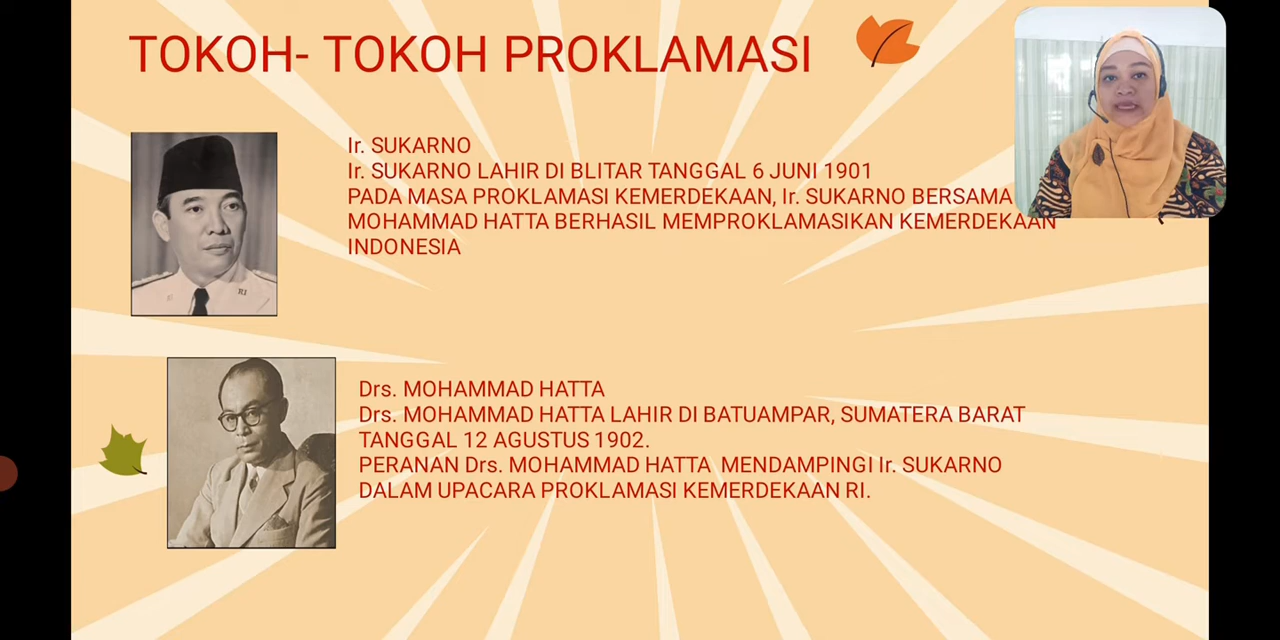 TOKOH- TOKOH PROKLAMASI
Ir. SUKARNO
Ir. SUKARNO LAHIR DI BLITAR TANGGAL 6 JUNI 1901
PADA MASA PROKLAMASI KEMERDEKAAN, Ir. SUKARNO BERSAMA
MOHAMMAD HATTA BERHASIL MEMPROKLAMASIKAN KEMERDEKAAN
INDONESIA
Drs. MOHAMMAD HATTA
Drs. MOHAMMAD HATTA LAHIR DI BATUAMPAR, SUMATERA BARAT
TANGGAL 12 AGUSTUS 1902.
PERANAN Drs. MOHAMMAD HATTA MENDAMPINGI Ir. SUKARNO
DALAM UPACARA PROKLAMASI KEMERDEKAAN RI.